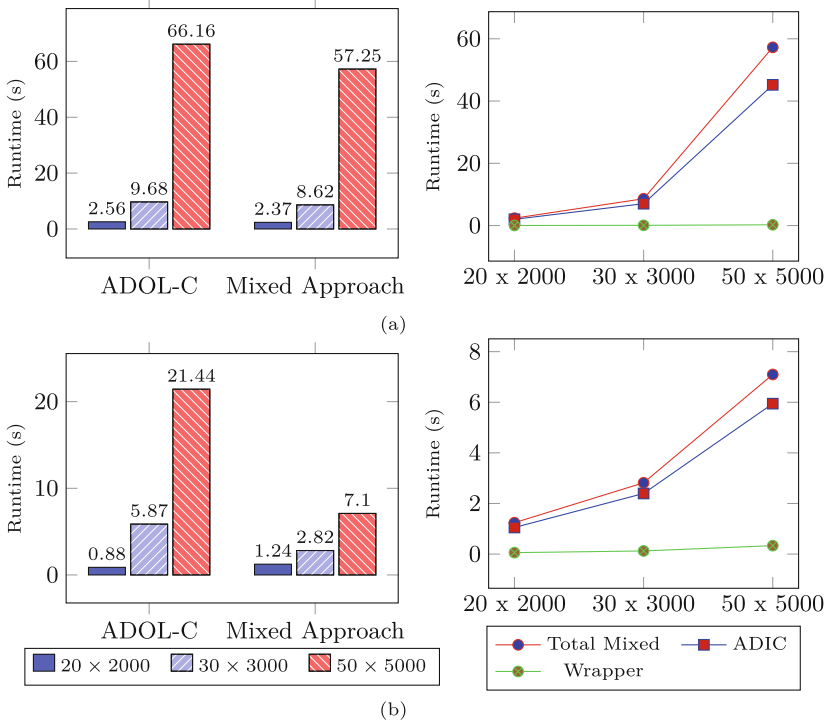 66.16
57.25
9.68
8.62
2.56
2.37
60
40
20
0
Runtime (s)
ADOL-C
Mixed Approach
60
40
20
0
Runtime (s)
20 x 2000
30 x 3000
50 x 5000
(a)
21.44
7.1
5.87
2.82
0.88
1.24
20
10
0
Runtime (s)
ADOL-C
Mixed Approach
20 × 2000
30 × 3000
50 × 5000
8
6
4
2
0
Runtime (s)
20 x 2000
30 x 3000
50 x 5000
Total Mixed
ADIC
Wrapper
(b)